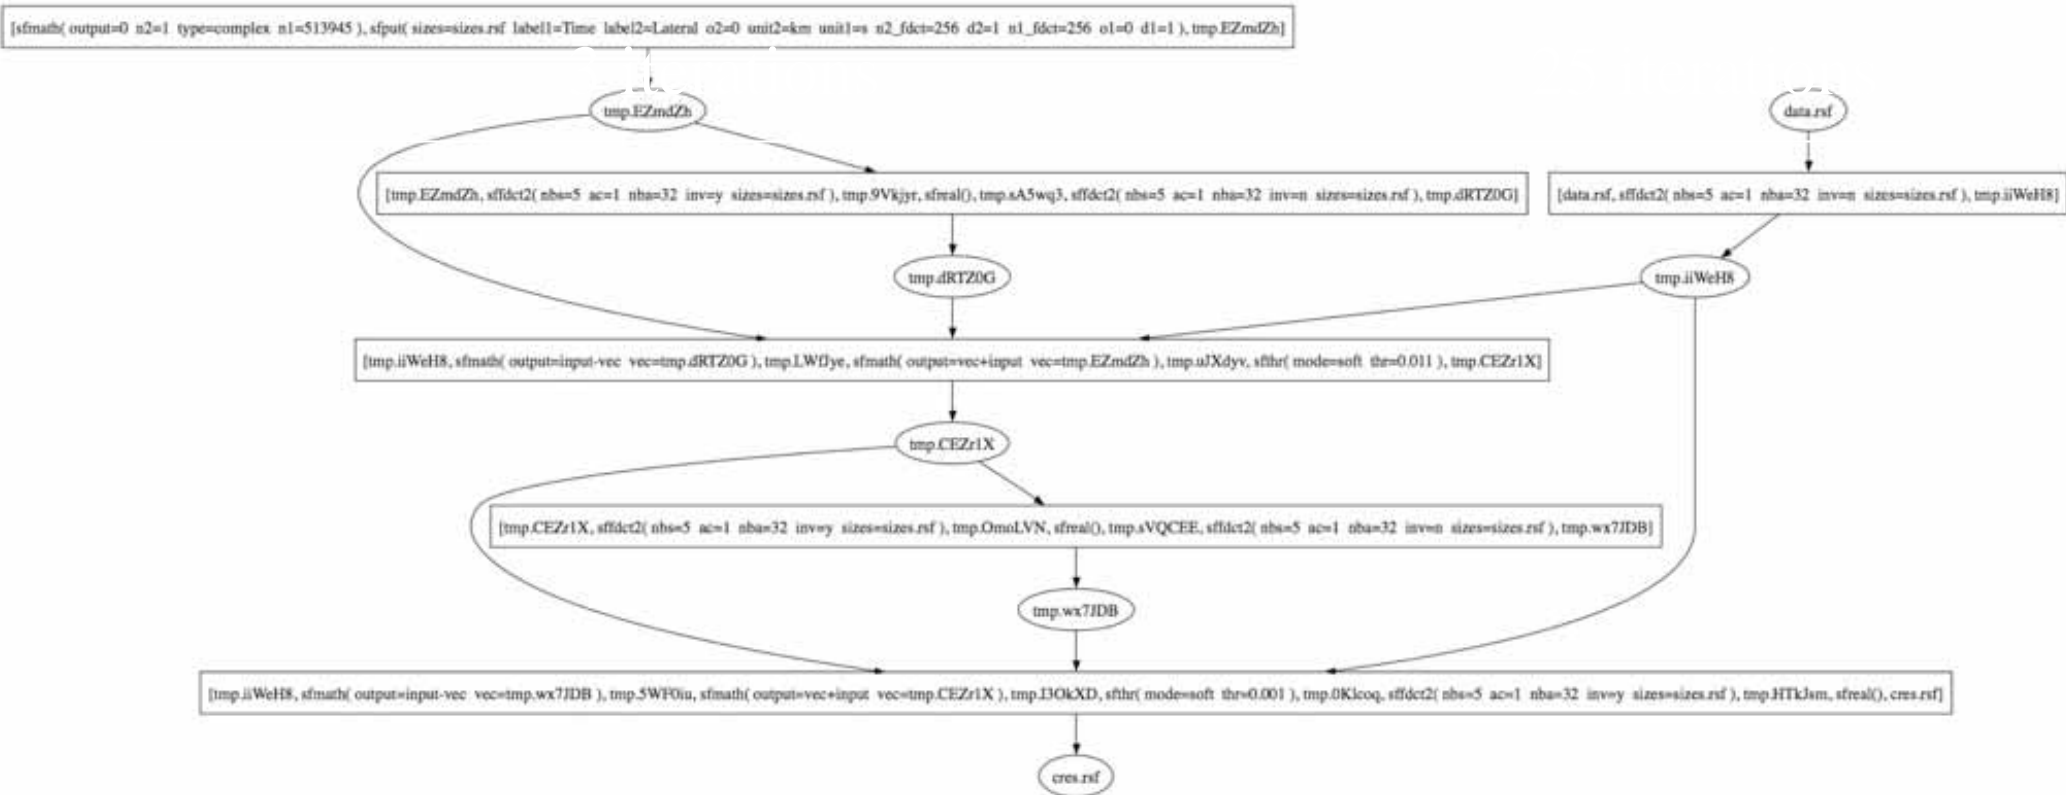 [sfmath( output=0 n2=1 type=complex n1=513945 ), sfput( sizes=sizes.rsf label1=Time label2=Lateral o2=0 unit2=km unit1=s n2_fdct=256 d2=1 n1_fdct=256 o1=0 d1=1 ), tmp.EZmdZh]
tmp.EZmdZh
data.rsf
[tmp.EZmdZh, sffdct2( nbs=5 ac=1 nba=32 inv=y sizes=sizes.rsf ), tmp.9Vkjyr, sfreal(), tmp.sA5wq3, sffdct2( nbs=5 ac=1 nba=32 inv=n sizes=sizes.rsf ), tmp.dRTZ0G]
[data.rsf, sffdct2( nbs=5 ac=1 nba=32 inv=n sizes=sizes.rsf ), tmp.iiWeH8]
tmp.dRTZ0G
tmp.iiWeH8
[tmp.iiWeH8, sfmath( output=input-vec vec=tmp.dRTZ0G ), sfmath( output=vec+input vec=tmp.EZmdZh ), tmp.uJXdyv, sfthr( mode=soft thr=0.011 ), tmp.CEZr1X]
tmp.CEZr1X
[tmp.CEZr1X, sffdct2( nbs=5 ac=1 nba=32 inv=y sizes=sizes.rsf ), tmp.OmoLVN, sfreal(), tmp.sVQCEE, sffdct2( nbs=5 ac=1 nba=32 inv=n sizes=sizes.rsf ), tmp.wx7JDB]
tmp.wx7JDB
[tmp.iiWeH8, sfmath( output=input-vec vec=tmp.wx7JDB ), tmp.5WF0iu, sfmath( output=vec+input vec=tmp.CEZr1X ), sfthr( mode=soft thr=0.001 ), sffdct2( nbs=5 ac=1 nba=32 inv=y sizes=sizes.rsf ), tmp.HTkJsm, sfreal(), cres.rsf]
cres.rsf